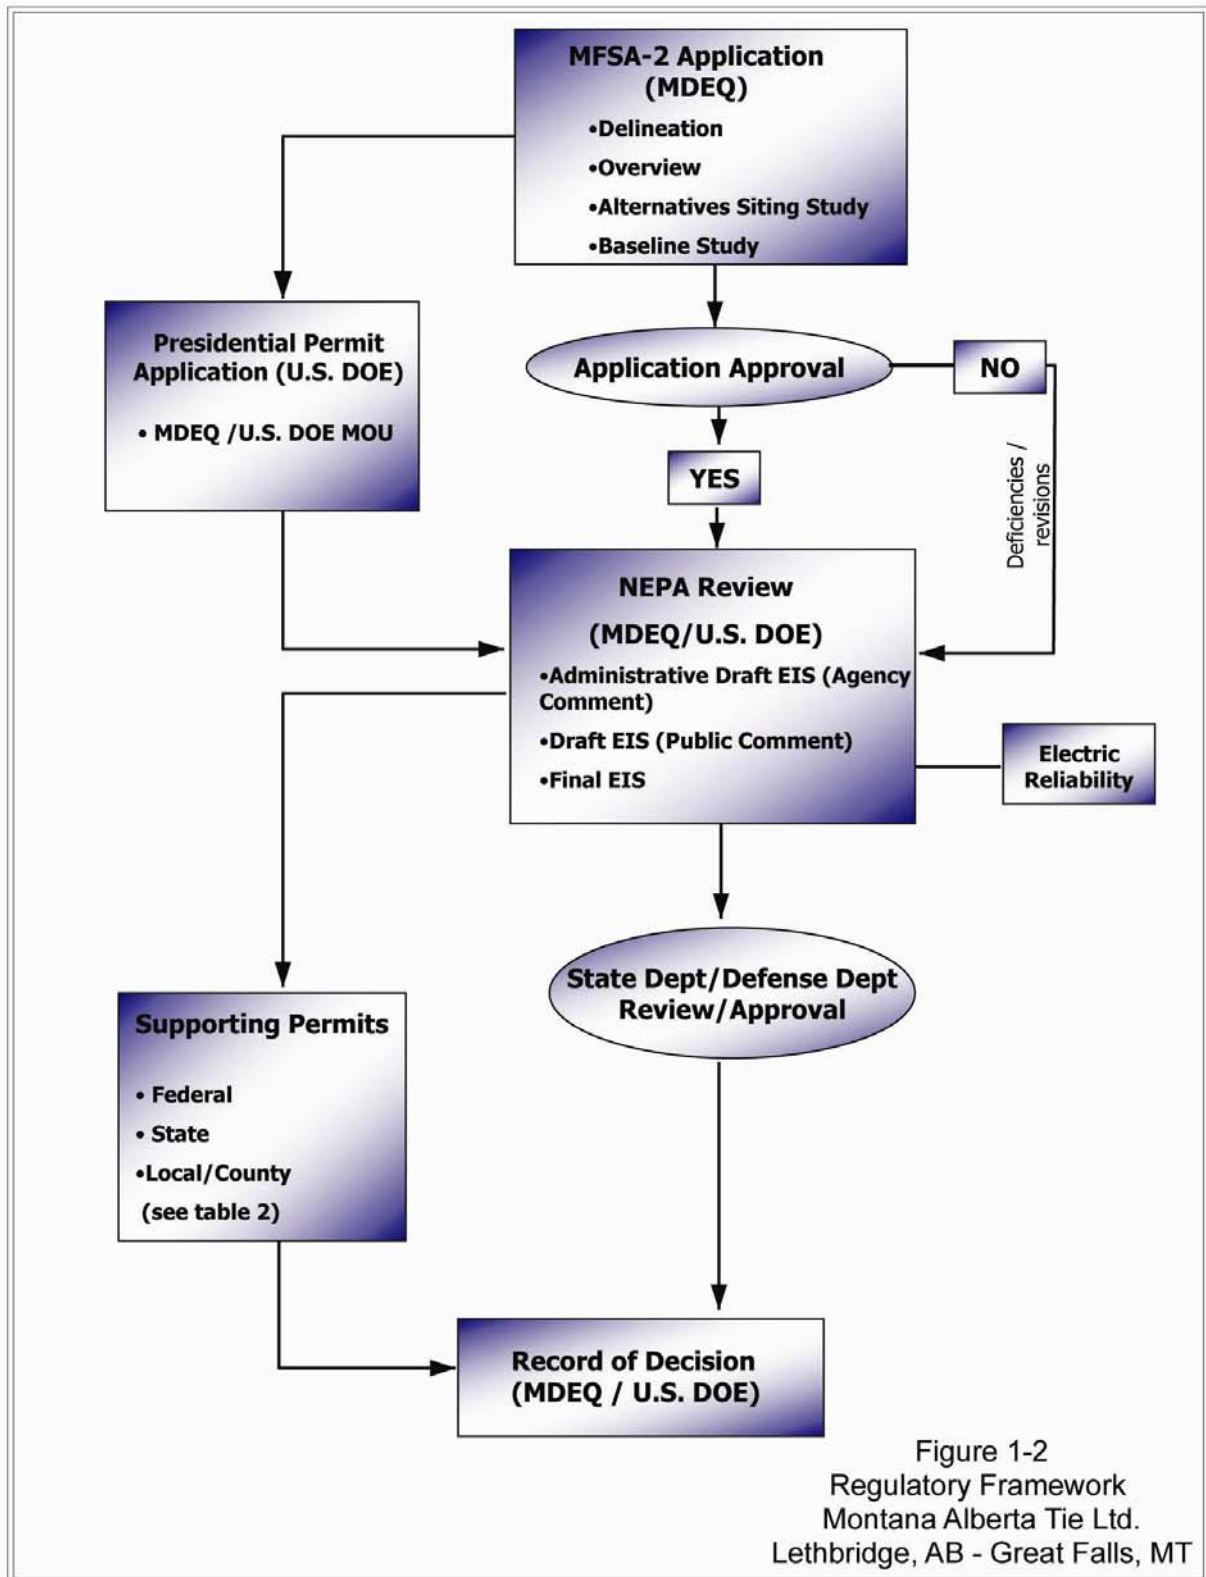 MFSA-2 Application
(MDEQ)
•Delineation
•Overview
•Alternatives Siting Study
•Baseline Study
Presidential Permit
Application (U.S. DOE)
• MDEQ /U.S. DOE MOU
Application Approval
NO
YES
Deficiencies /
revisions
NEPA Review
(MDEQ/U.S. DOE)
•Administrative Draft EIS (Agency
Comment)
•Draft EIS (Public Comment)
•Final EIS
Electric
Reliability
State Dept/Defense Dept
Review/Approval
Supporting Permits
• Federal
• State
•Local/County
(see table 2)
Record of Decision
(MDEQ / U.S. DOE)
Figure 1-2
Regulatory Framework
Montana Alberta Tie Ltd.
Lethbridge, AB - Great Falls, MT